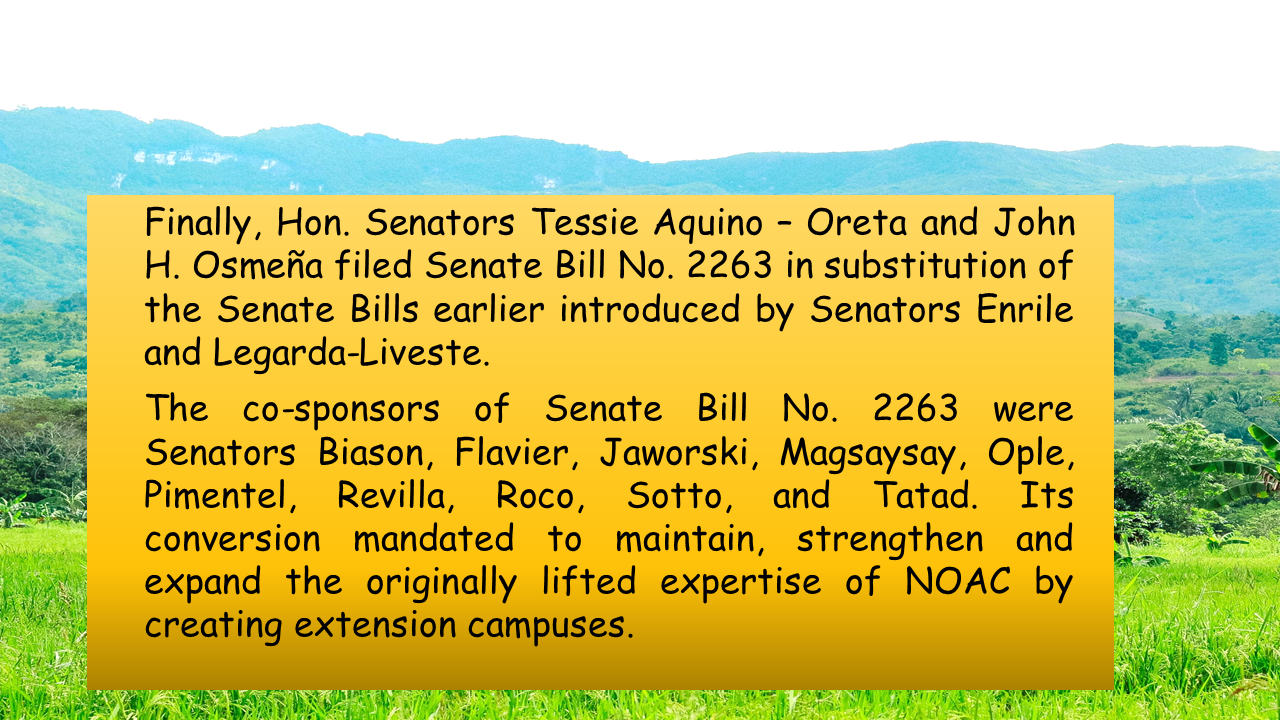 Finally, Hon. Senators Tessie Aquino – Oreta and John
H. Osmeña filed Senate Bill No. 2263 in substitution of
the Senate Bills earlier introduced by Senators Enrile
and Legarda-Liveste.
The co-sponsors of Senate Bill No. 2263 were
Senators Biason, Flavier, Jaworski, Magsaysay, Ople,
Pimentel, Revilla, Roco, Sotto, and Tatad. Its
conversion mandated to maintain, strengthen and
expand the originally lifted expertise of NOAC by
creating extension campuses.